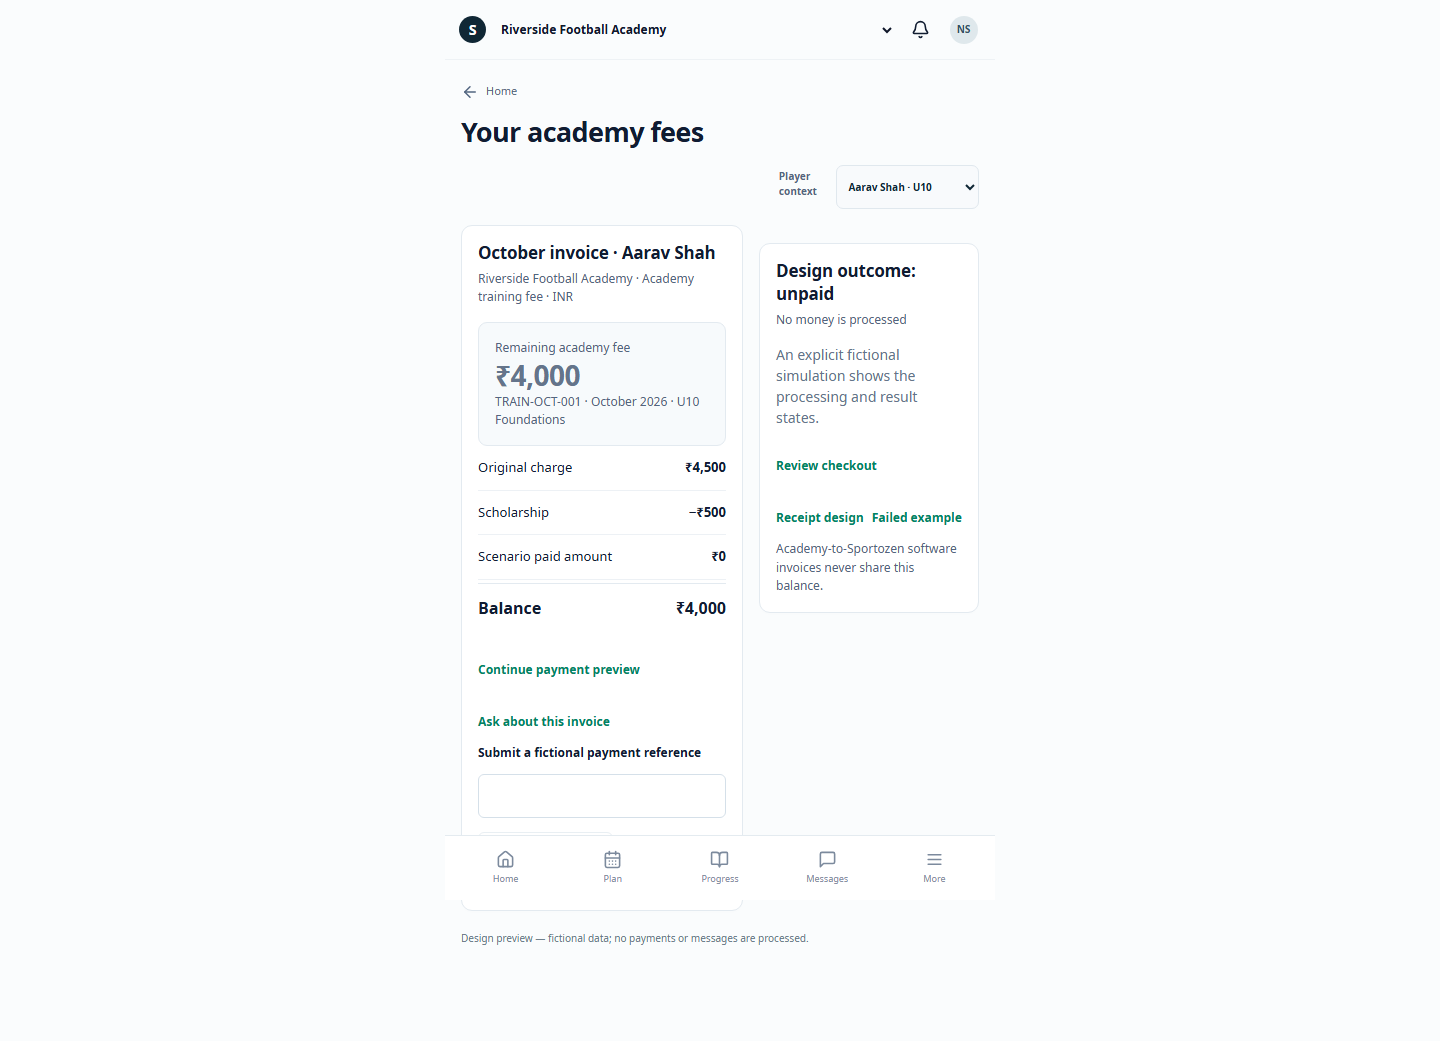 S
Riverside Football Academy
NS
Home
Your academy fees
Player
context
Aarav Shah · U10
October invoice · Aarav Shah
Riverside Football Academy · Academy
training fee · INR
Remaining academy fee
₹4,000
TRAIN-OCT-001 · October 2026 · U10
Foundations
Original charge ₹4,500
Scholarship −₹500
Scenario paid amount ₹0
Balance ₹4,000
Continue payment preview
Ask about this invoice
Submit a fictional payment reference
Design outcome:
unpaid
No money is processed
An explicit fictional
simulation shows the
processing and result
states.
Review checkout
Receipt design Failed example
Academy-to-Sportozen software
invoices never share this
balance.
Home Plan Progress Messages More
Design preview — fictional data; no payments or messages are processed.